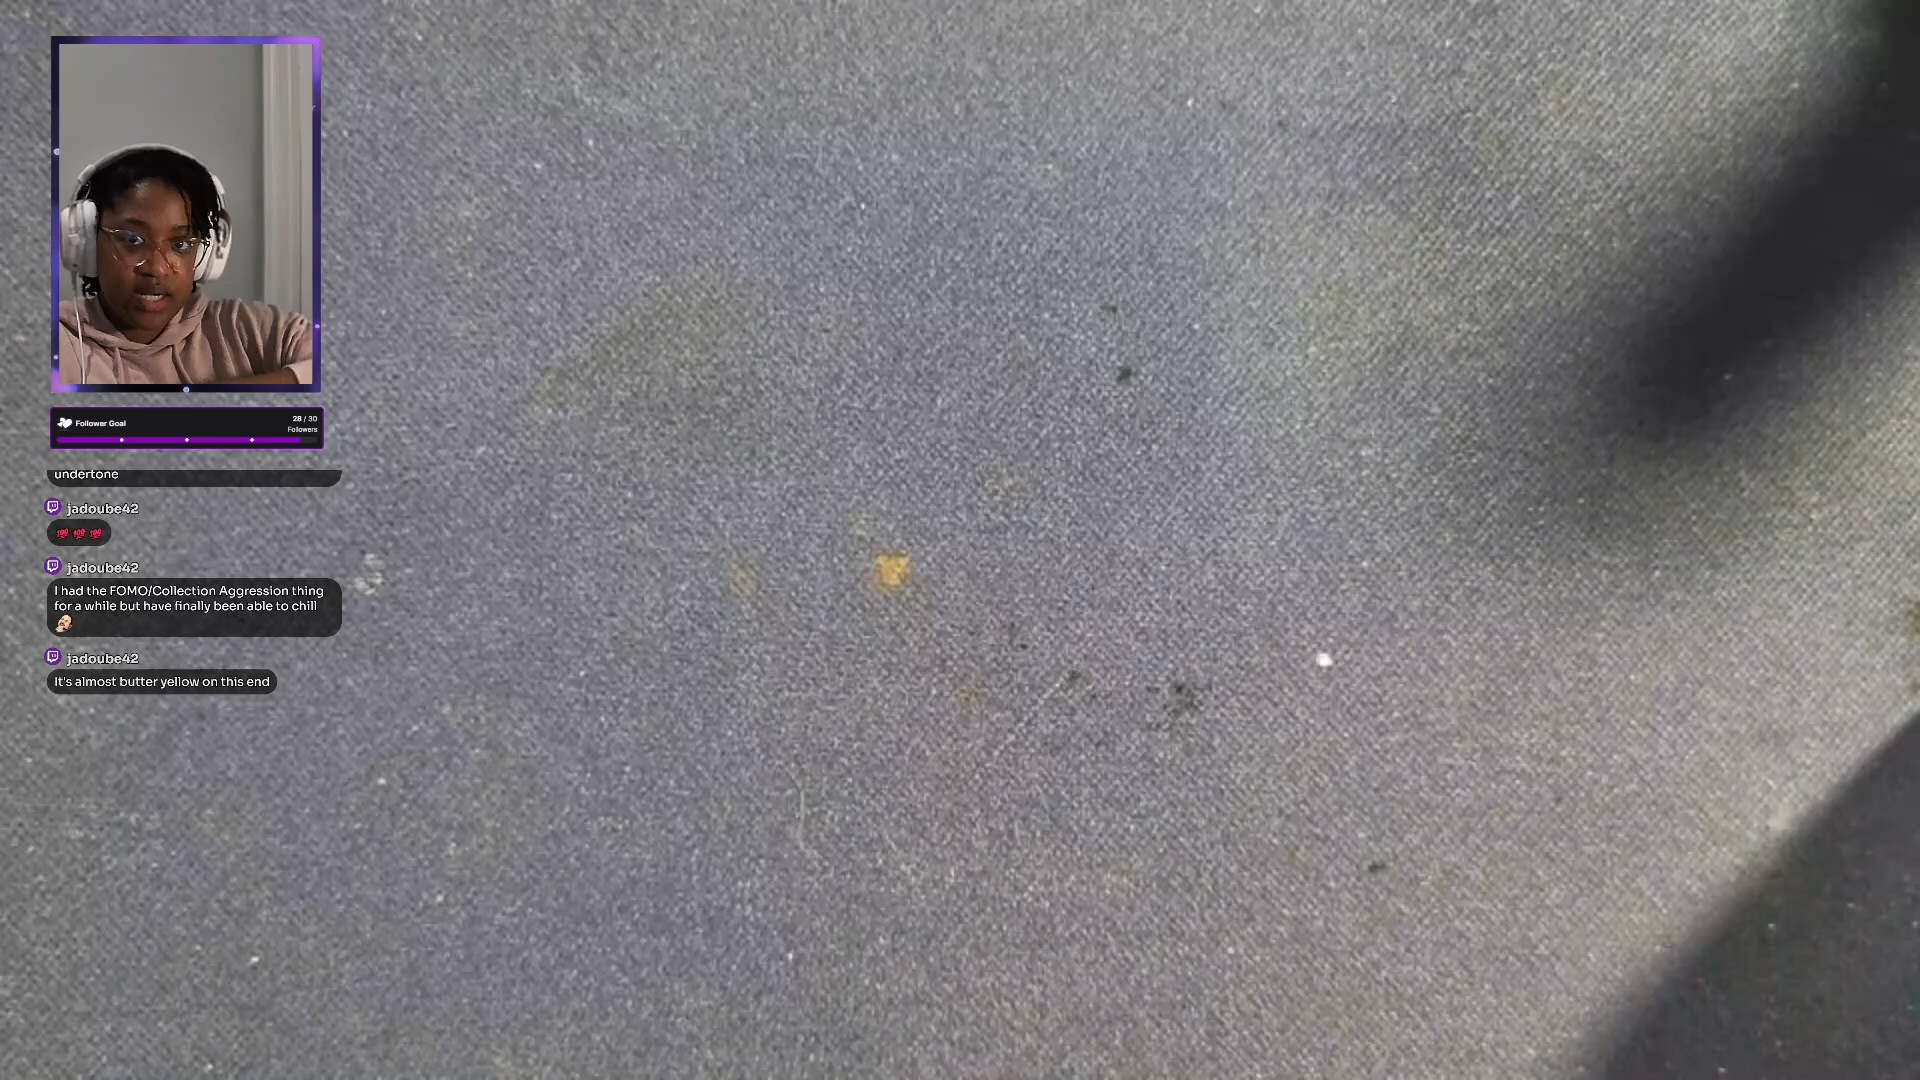 28 / 30
Follower Goal
Followers
undertone
jadoube42
💯 💯 💯
jadoube42
I had the FOMO/Collection Aggression thing
for a while but have finally been able to chill
jadoube42
It's almost butter yellow on this end